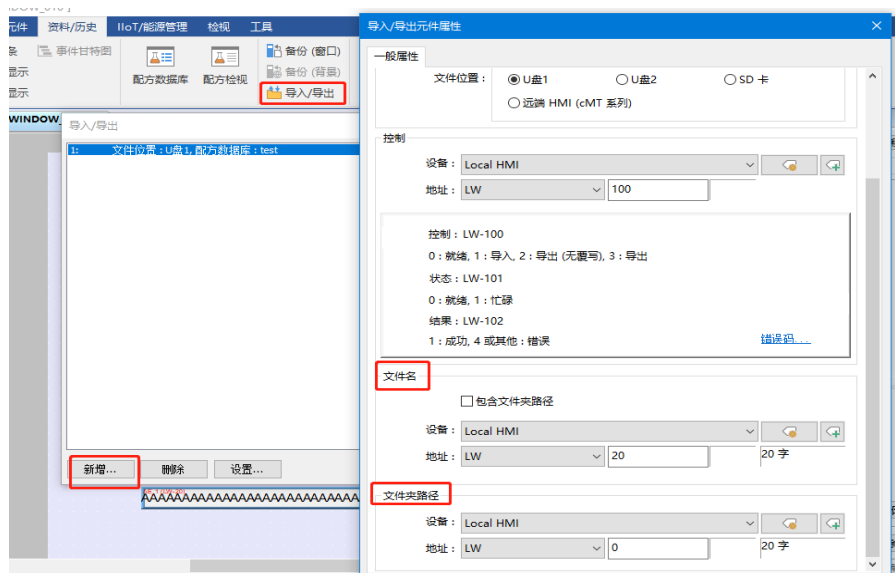 元件 资料/历史 IIoT/能源管理 检视 工具
条 事件甘特图
显示
显示
配方数据库 配方检视
备份 (窗口)
备份 (背景)
导入/导出
WINDOW_
导入/导出
1: 文件位置 : U盘1, 配方数据库 : test
新增... 删除 设置...
AAAAAAAAAAAAAAAAAAAAAAAAAAA
导入/导出元件属性
一般属性
文件位置 : U盘1 U盘2 SD 卡
远端 HMI (cMT 系列)
控制
设备 : Local HMI
地址 : LW 100
控制 : LW-100
0 : 就绪, 1 : 导入, 2 : 导出 (无覆写), 3 : 导出
状态 : LW-101
0 : 就绪, 1 : 忙碌
结果 : LW-102
1 : 成功, 4 或其他 : 错误
错误码...
文件名
包含文件夹路径
设备 : Local HMI
地址 : LW 20 20 字
文件夹路径
设备 : Local HMI
地址 : LW 0 20 字